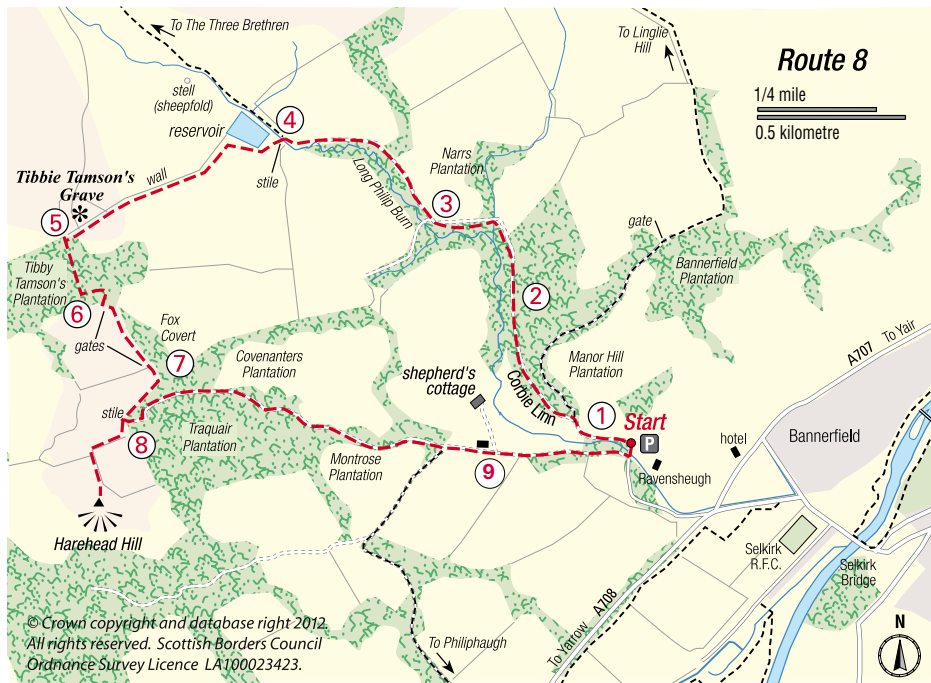 To The Three Brethren
To Linglie
Hill
Route 8
1/4 mile
0.5 kilometre
stell
(sheepfold)
reservoir
4
stile
wall
Tibbie Tamson's
Grave
5
Long Philip Burn
Narrs
Plantation
3
gate
Bannerfield
Plantation
Tibby
Tamson's
Plantation
6
gates
Fox
Covert
7
Covenanters
Plantation
2
Manor Hill
Plantation
A707
To Yair
shepherd's
cottage
Corbie Linn
1
Start
P
hotel
Bannerfield
stile
8
Traquair
Plantation
Montrose
Plantation
9
Ravensheugh
Harehead Hill
Selkirk
R.F.C.
Selkirk
Bridge
A708
To Yarrow
To Philiphaugh
N
© Crown copyright and database right 2012.
All rights reserved. Scottish Borders Council
Ordnance Survey Licence LA100023423.